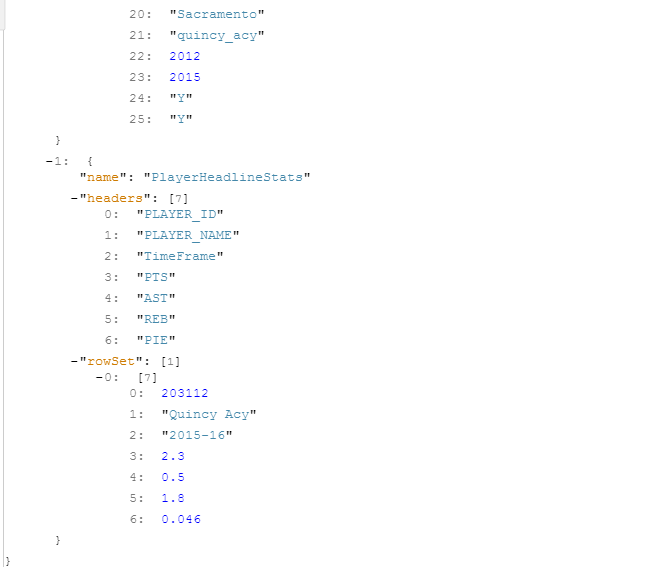 20: "Sacramento"
21: "quincy_acy"
22: 2012
23: 2015
24: "Y"
25: "Y"
}
-1: {
"name": "PlayerHeadlineStats"
-"headers": [7]
0: "PLAYER_ID"
1: "PLAYER_NAME"
2: "TimeFrame"
3: "PTS"
4: "AST"
5: "REB"
6: "PIE"
-"rowSet": [1]
-0: [7]
0: 203112
1: "Quincy Acy"
2: "2015-16"
3: 2.3
4: 0.5
5: 1.8
6: 0.046
}
}